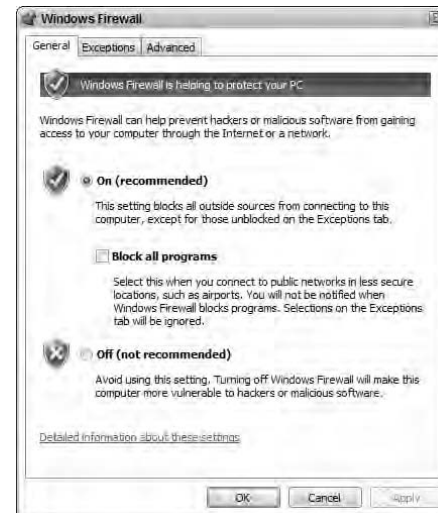 Windows Firewall
General Exceptions Advanced
Windows Firewall is helping to protect your PC
Windows Firewall can help prevent hackers or malicious software from gaining
access to your computer through the Internet or a network.
On (recommended)
This setting blocks all outside sources from connecting to this
computer, except for those unblocked on the Exceptions tab.
Block all programs
Select this when you connect to public networks in less secure
locations, such as airports. You will not be notified when
Windows Firewall blocks programs. Selections on the Exceptions
tab will be ignored.
Off (not recommended)
Avoid using this setting. Turning off Windows Firewall will make this
computer more vulnerable to hackers or malicious software.
Detailed information about these settings
OK Cancel Apply